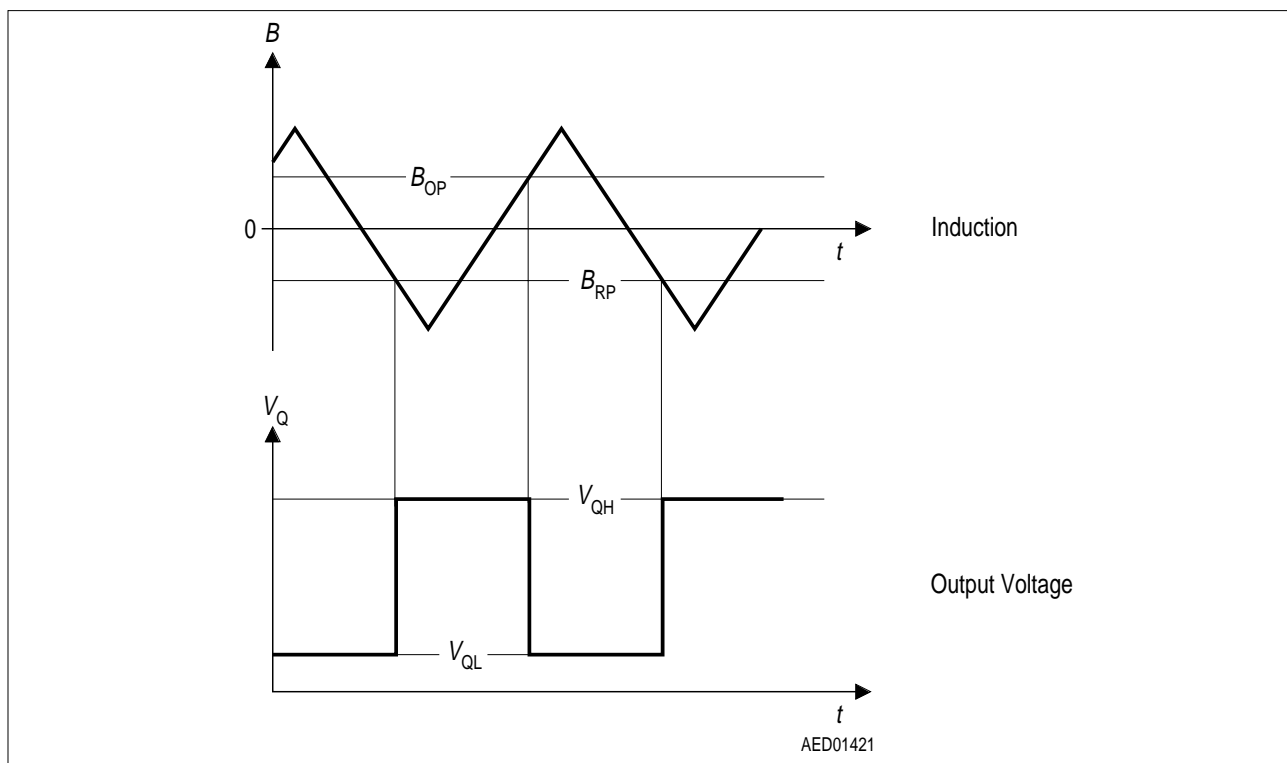 B
B_OP
0
t
Induction
B_RP
V_Q
V_QH
Output Voltage
V_QL
t
AED01421